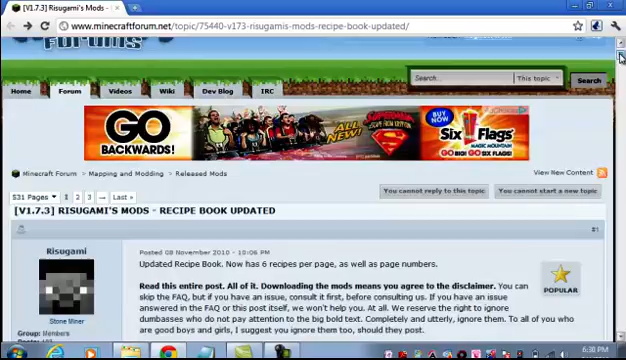 [V1.7.3] Risugami's Mods -
www.minecraftforum.net/topic/75440-v173-risugamis-mods-recipe-book-updated/
FORUMS
Search...
This topic
Search
Home
Forum
Videos
Wiki
Dev Blog
IRC
GO
BACKWARDS!
ALL
NEW!
SUPERMAN
BUY
NOW
Six Flags
MAGIC MOUNTAIN
GO BIG! GO SIX FLAGS!
Minecraft Forum
Mapping and Modding
Released Mods
View New Content
531 Pages
1
2
3
→
Last »
You cannot reply to this topic
You cannot start a new topic
[V1.7.3] RISUGAMI'S MODS - RECIPE BOOK UPDATED
#1
Risugami
Posted 08 November 2010 - 10:06 PM
Updated Recipe Book. Now has 6 recipes per page, as well as page numbers.
POPULAR
Read this entire post. All of it. Downloading the mods means you agree to the disclaimer. You can
skip the FAQ, but if you have an issue, consult it first, before consulting us. If you have an issue
answered in the FAQ or this post itself, we won't help you. At all. We reserve the right to ignore
dumbasses who do not pay attention to the big bold text. Completely and utterly, ignore them. To all of you who
are good boys and girls, I suggest you ignore them too, should they post.
Stone Miner
Group: Members
6:30 PM